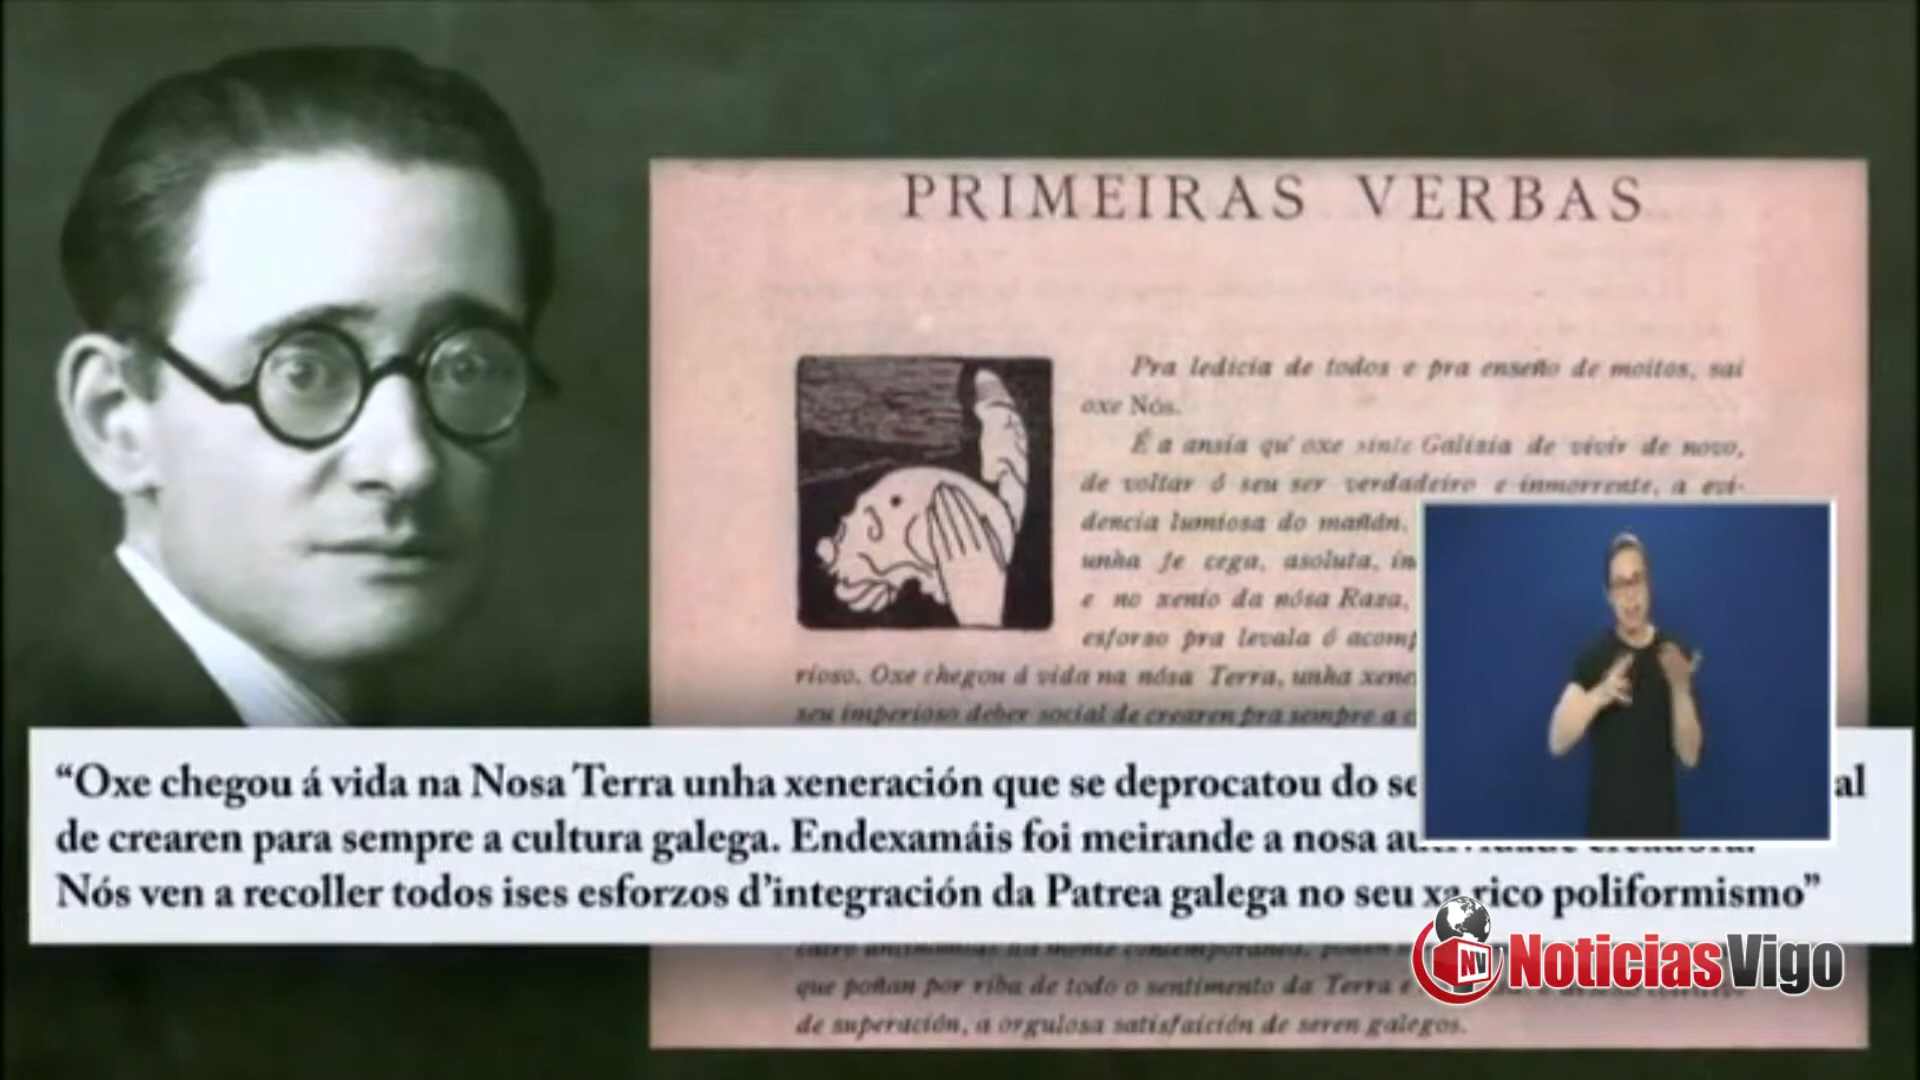 PRIMEIRAS VERBAS
Pra ledicia de todos e pra enseño de moitos, sai
oxe Nós.
É a ansia qu' oxe sinte Galisia de vivir de novo,
de voltar ó seu ser verdadeiro e inmorrente, a evi-
dencia lumiosa do mañán,
unha fe cega, asoluta,
e no xenio da nósa Raza,
esforzo pra levala ó
rioso. Oxe chegou á vida na nósa Terra, unha
seu imperioso deber social de crearen pra sempre a
“Oxe chegou á vida na Nosa Terra unha xeneración que se deprocatou do al
de crearen para sempre a cultura galega. Endexamáis foi meirande a nosa
Nós ven a recoller todos ises esforzos d’integración da Patrea galega no seu rico poliformismo”
que poñan por riba de todo o sentimento da Terra e
de superación, a orgulosa satisfaición de seren galegos.
NV NoticiasVigo